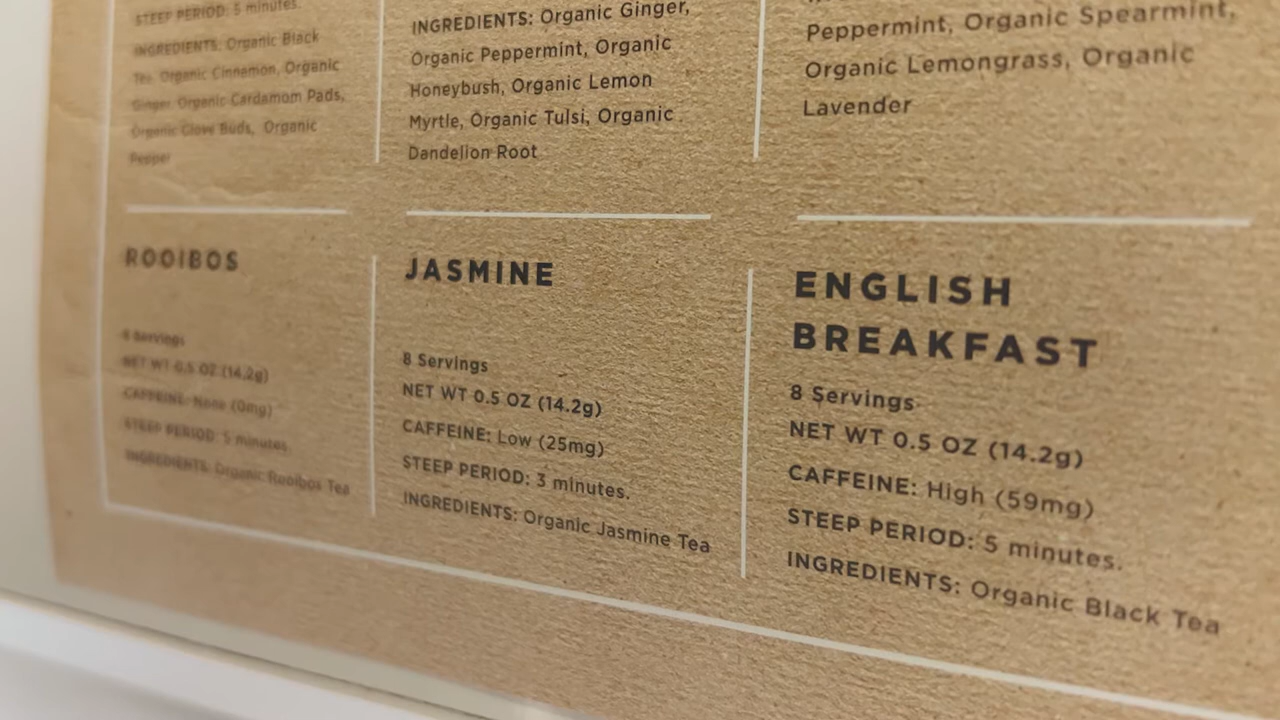 STEEP PERIOD: 5 minutes.
INGREDIENTS: Organic Black
Tea, Organic Cinnamon, Organic
Ginger, Organic Cardamom Pads,
Organic Clove Buds, Organic
Pepper
INGREDIENTS: Organic Ginger,
Organic Peppermint, Organic
Honeybush, Organic Lemon
Myrtle, Organic Tulsi, Organic
Dandelion Root
Peppermint, Organic Spearmint,
Organic Lemongrass, Organic
Lavender
ROOIBOS
8 Servings
NET WT 0.5 OZ (14.2g)
CAFFEINE: None (0mg)
STEEP PERIOD: 5 minutes.
INGREDIENTS: Organic Rooibos Tea
JASMINE
8 Servings
NET WT 0.5 OZ (14.2g)
CAFFEINE: Low (25mg)
STEEP PERIOD: 3 minutes.
INGREDIENTS: Organic Jasmine Tea
ENGLISH
BREAKFAST
8 Servings
NET WT 0.5 OZ (14.2g)
CAFFEINE: High (59mg)
STEEP PERIOD: 5 minutes.
INGREDIENTS: Organic Black Tea